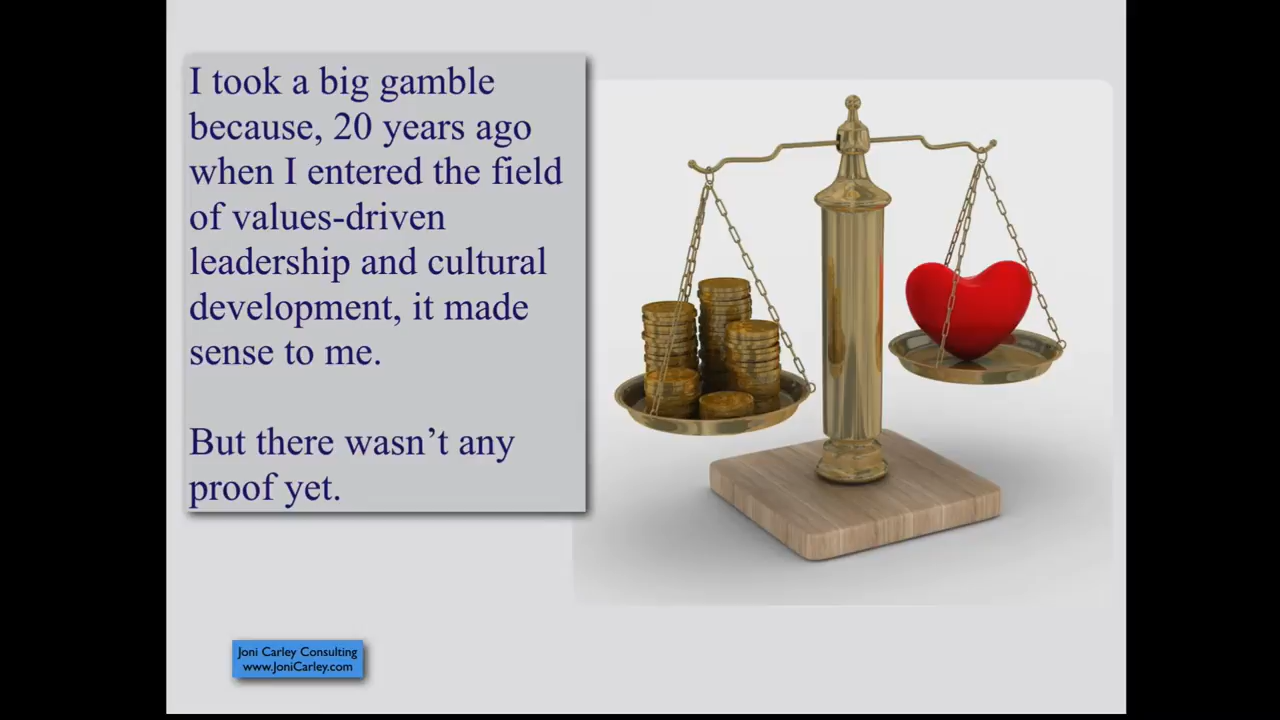 I took a big gamble
because, 20 years ago
when I entered the field
of values-driven
leadership and cultural
development, it made
sense to me.
But there wasn’t any
proof yet.
Joni Carley Consulting
www.JoniCarley.com